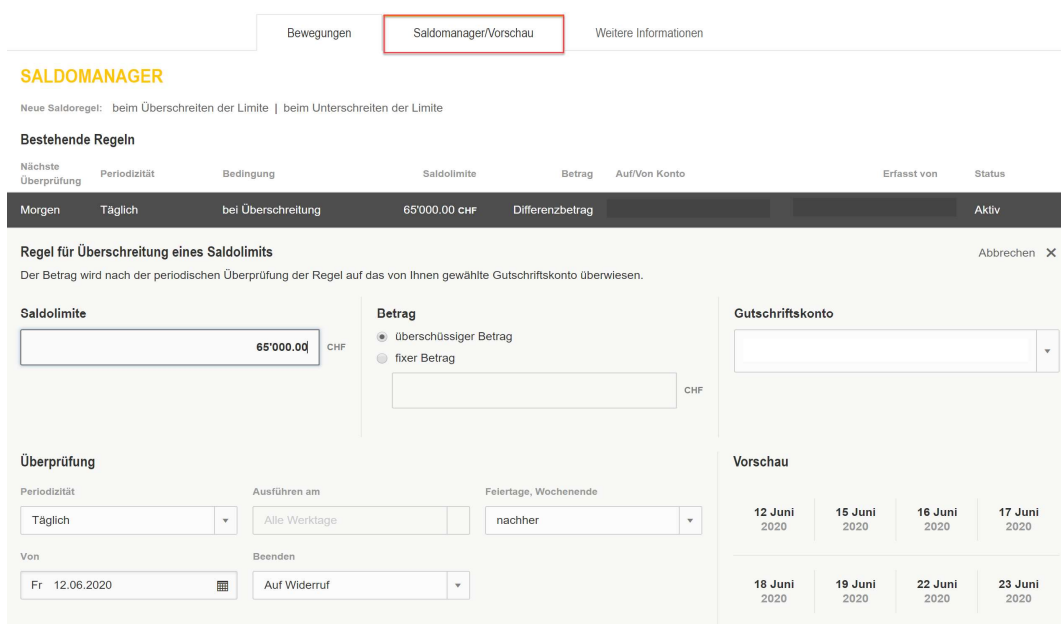 Bewegungen Saldomanager/Vorschau Weitere Informationen
SALDOMANAGER
Neue Saldoregel: beim Überschreiten der Limite | beim Unterschreiten der Limite
Bestehende Regeln
Nächste Überprüfung Periodizität Bedingung Saldolimite Betrag Auf/Von Konto Erfasst von Status
Morgen Täglich bei Überschreitung 65'000.00 CHF Differenzbetrag Aktiv
Regel für Überschreitung eines Saldolimits Abbrechen ×
Der Betrag wird nach der periodischen Überprüfung der Regel auf das von Ihnen gewählte Gutschriftskonto überwiesen.
Saldolimite Betrag Gutschriftskonto
überschüssiger Betrag
65'000.00 CHF
fixer Betrag
CHF
Überprüfung Vorschau
Periodizität Ausführen am Feiertage, Wochenende
Täglich Alle Werktage nachher
12 Juni 15 Juni 16 Juni 17 Juni
2020 2020 2020 2020
Von Beenden
Fr 12.06.2020 Auf Widerruf
18 Juni 19 Juni 22 Juni 23 Juni
2020 2020 2020 2020